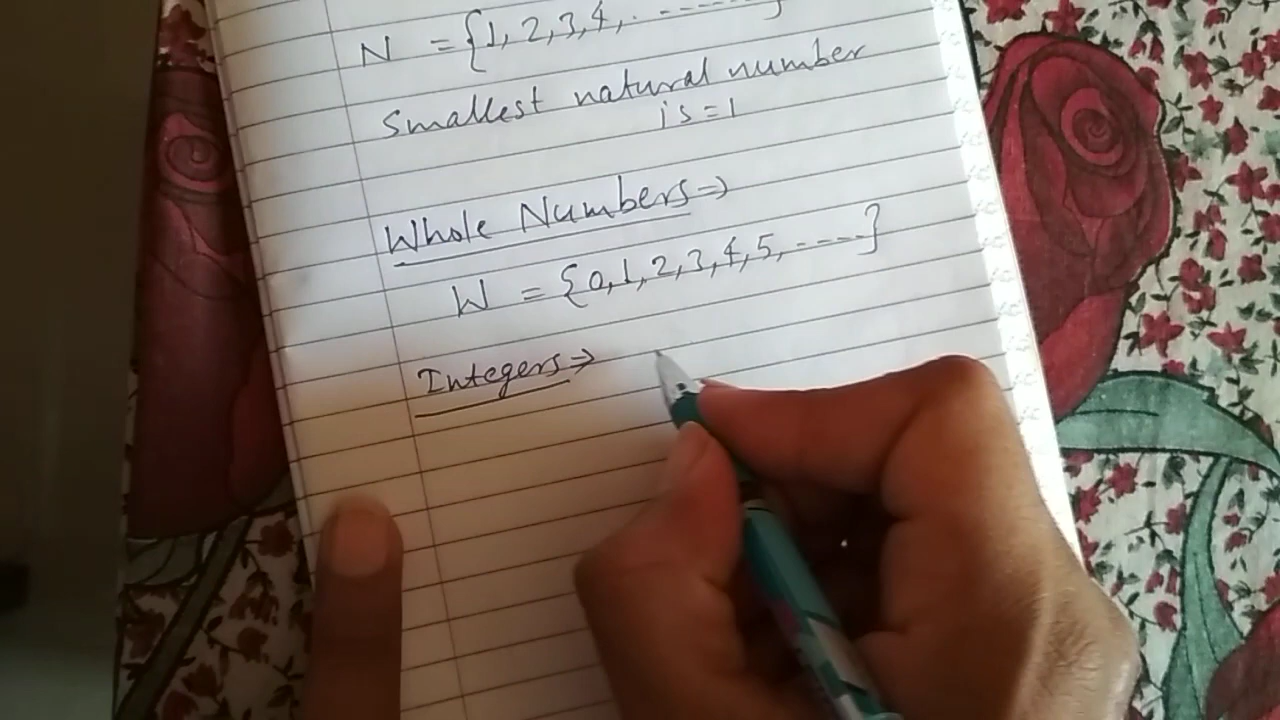 N = {1, 2, 3, 4, . - - - - - - }
Smallest natural number
is = 1
Whole Numbers ⇒
W = {0, 1, 2, 3, 4, 5, - - - - }
Integers ⇒